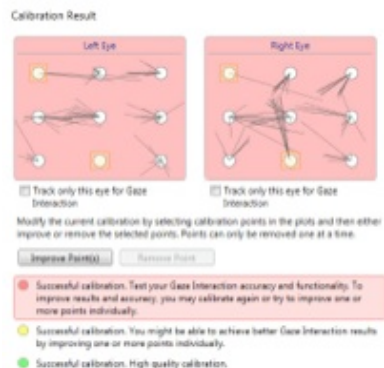 Calibration Result
Left Eye
Right Eye
Track only this eye for Gaze
Interaction
Track only this eye for Gaze
Interaction
Modify the current calibration by selecting calibration points in the plots and then either
improve or remove the selected points. Points can only be removed one at a time.
Improve Point(s)
Remove Point
Successful calibration. Test your Gaze Interaction accuracy and functionality. To
improve results and accuracy, you may calibrate again or try to improve one or
more points individually.
Successful calibration. You might be able to achieve better Gaze Interaction results
by improving one or more points individually.
Successful calibration. High quality calibration.